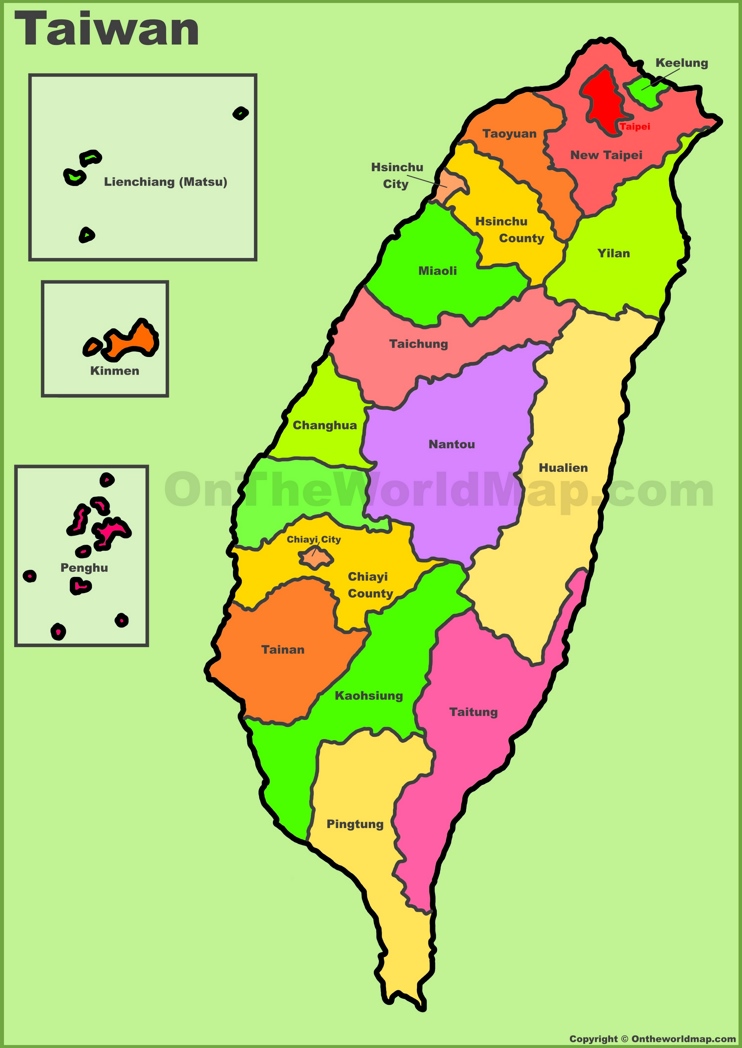 Taiwan
Keelung
Taipei
Taoyuan
New Taipei
Hsinchu
City
Lienchiang (Matsu)
Hsinchu
County
Yilan
Miaoli
Taichung
Kinmen
Changhua
Nantou
Hualien
OnTheWorldMap.com
Chiayi City
Penghu
Chiayi
County
Tainan
Kaohsiung
Taitung
Pingtung
Copyright © Ontheworldmap.com